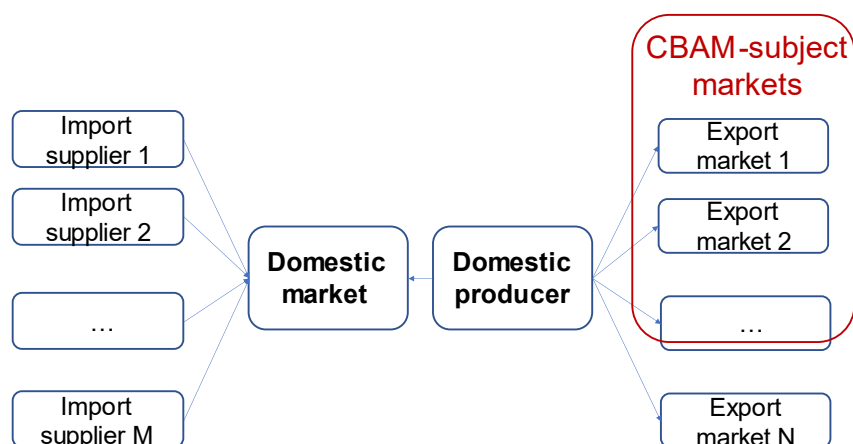 CBAM-subject
markets
Import
supplier 1
Import
supplier 2
...
Import
supplier M
Domestic
market
Domestic
producer
Export
market 1
Export
market 2
...
Export
market N